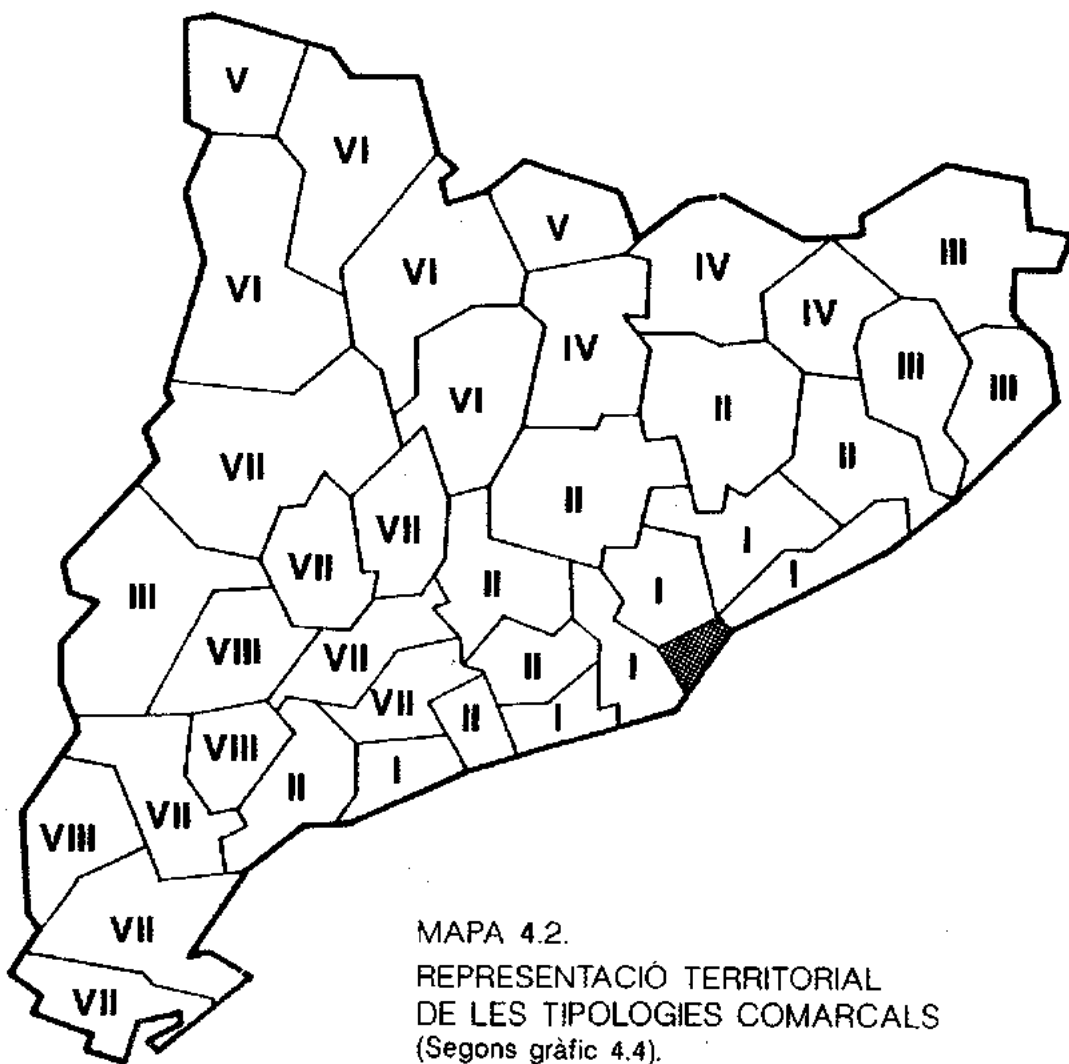 V
VI
V
III
IV
VI
VI
IV
IV
III
III
VI
II
VII
II
II
VII
VII
I
III
II
I
I
VIII
VII
II
I
VII
II
I
VIII
I
II
VII
VIII
VII
VII
MAPA 4.2.
REPRESENTACIÓ TERRITORIAL
DE LES TIPOLOGIES COMARCALS
(Segons gràfic 4.4).